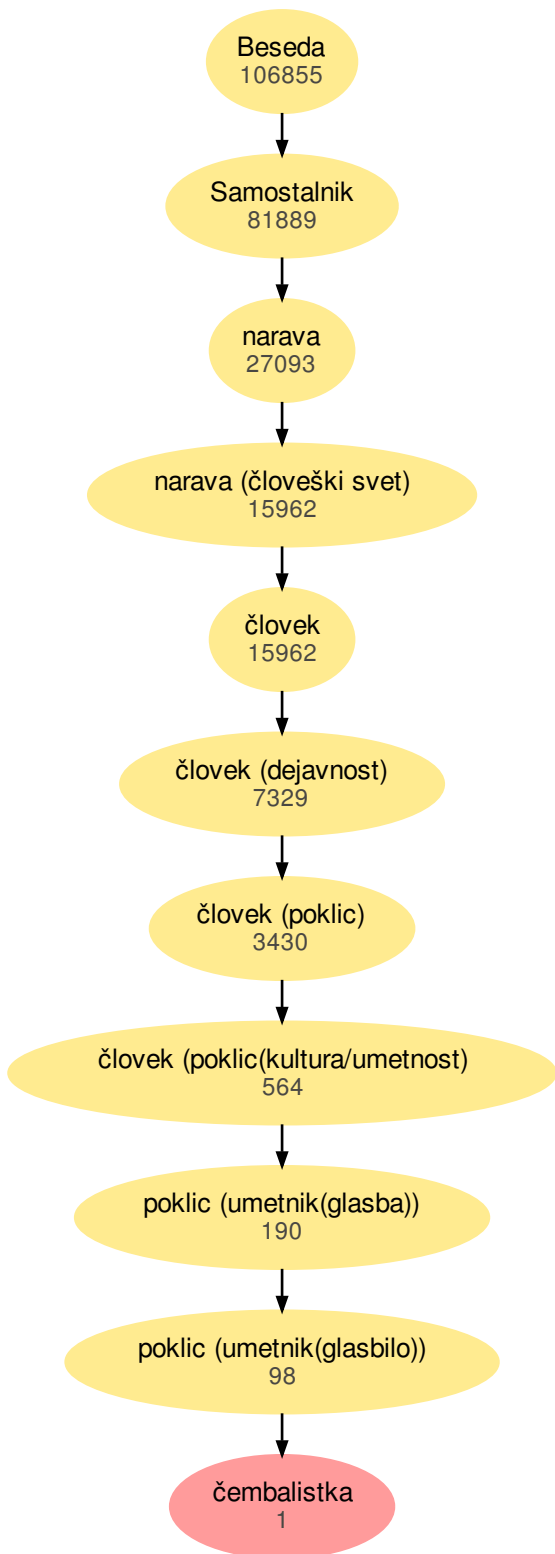 Beseda
106855
Samostalnik
81889
narava
27093
narava (človeški svet)
15962
človek
15962
človek (dejavnost)
7329
človek (poklic)
3430
človek (poklic(kultura/umetnost)
564
poklic (umetnik(glasba))
190
poklic (umetnik(glasbilo))
98
čembalistka
1